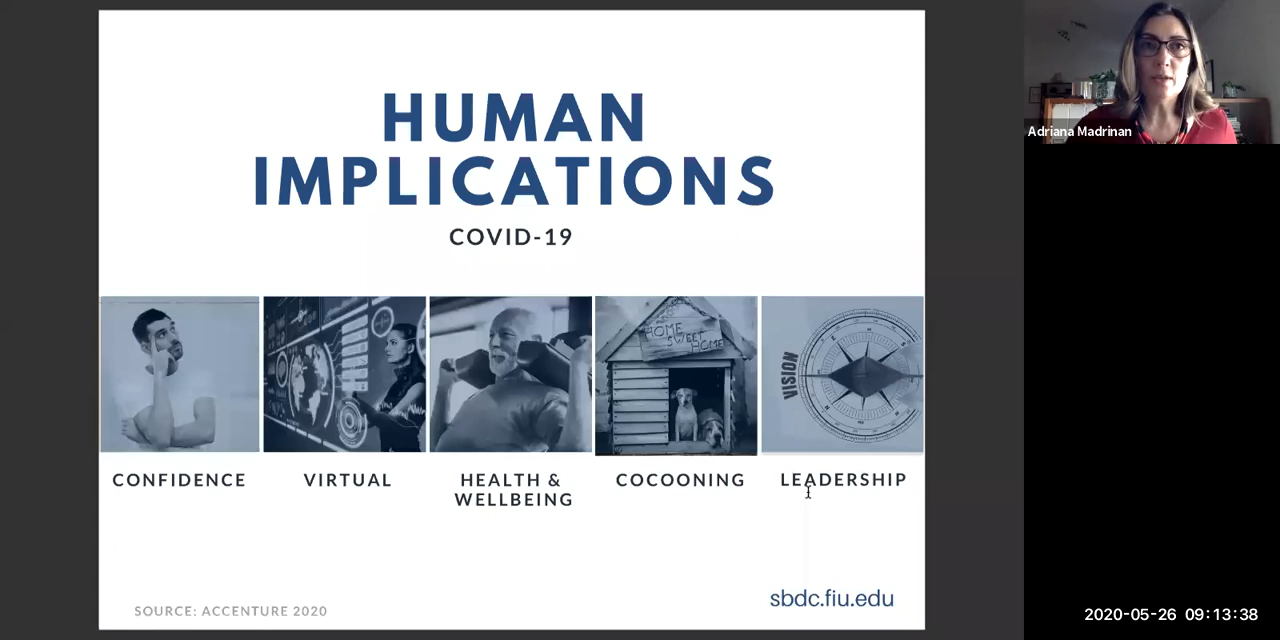 HUMAN
IMPLICATIONS
COVID-19
HOME
SWEET
HOME
VISION
CONFIDENCE
VIRTUAL
HEALTH &
WELLBEING
COCOONING
LEADERSHIP
SOURCE: ACCENTURE 2020
sbdc.fiu.edu
Adriana Madrinan
2020-05-26 09:13:38